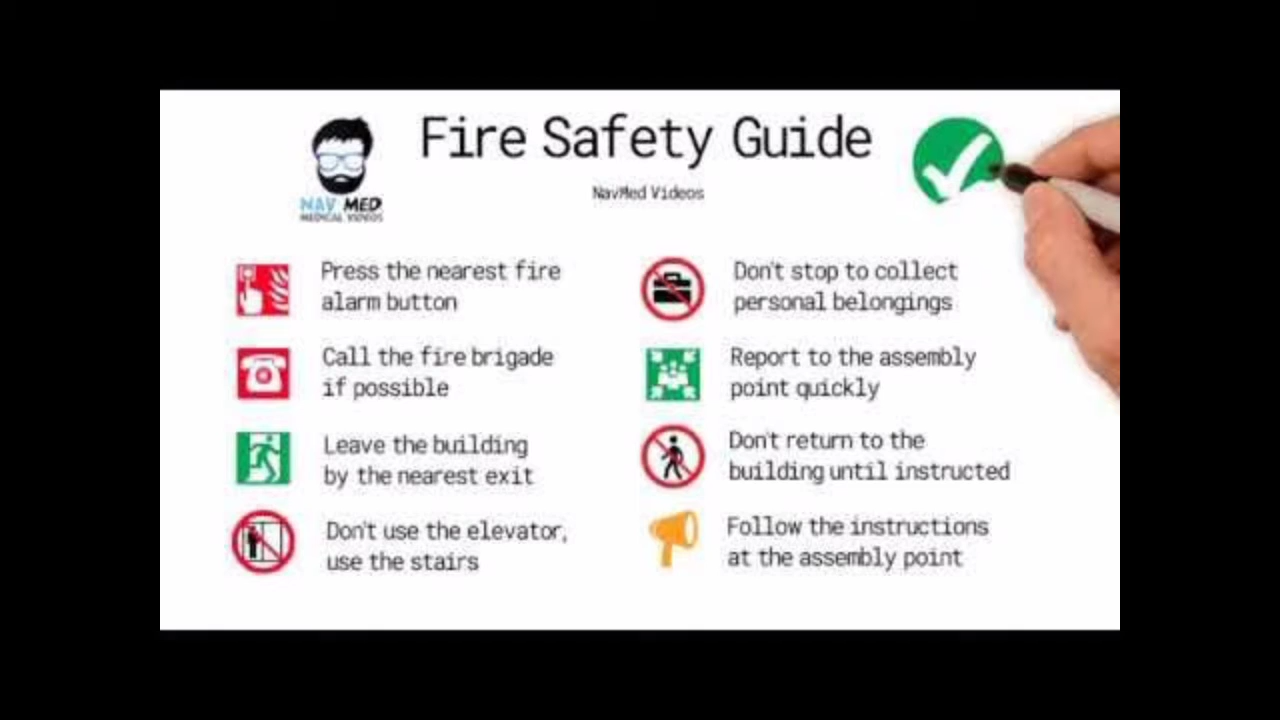 Fire Safety Guide
NavMed Videos
NAV MED
MEDICAL VIDEOS
Press the nearest fire
alarm button
Call the fire brigade
if possible
Leave the building
by the nearest exit
Don't use the elevator,
use the stairs
Don't stop to collect
personal belongings
Report to the assembly
point quickly
Don't return to the
building until instructed
Follow the instructions
at the assembly point